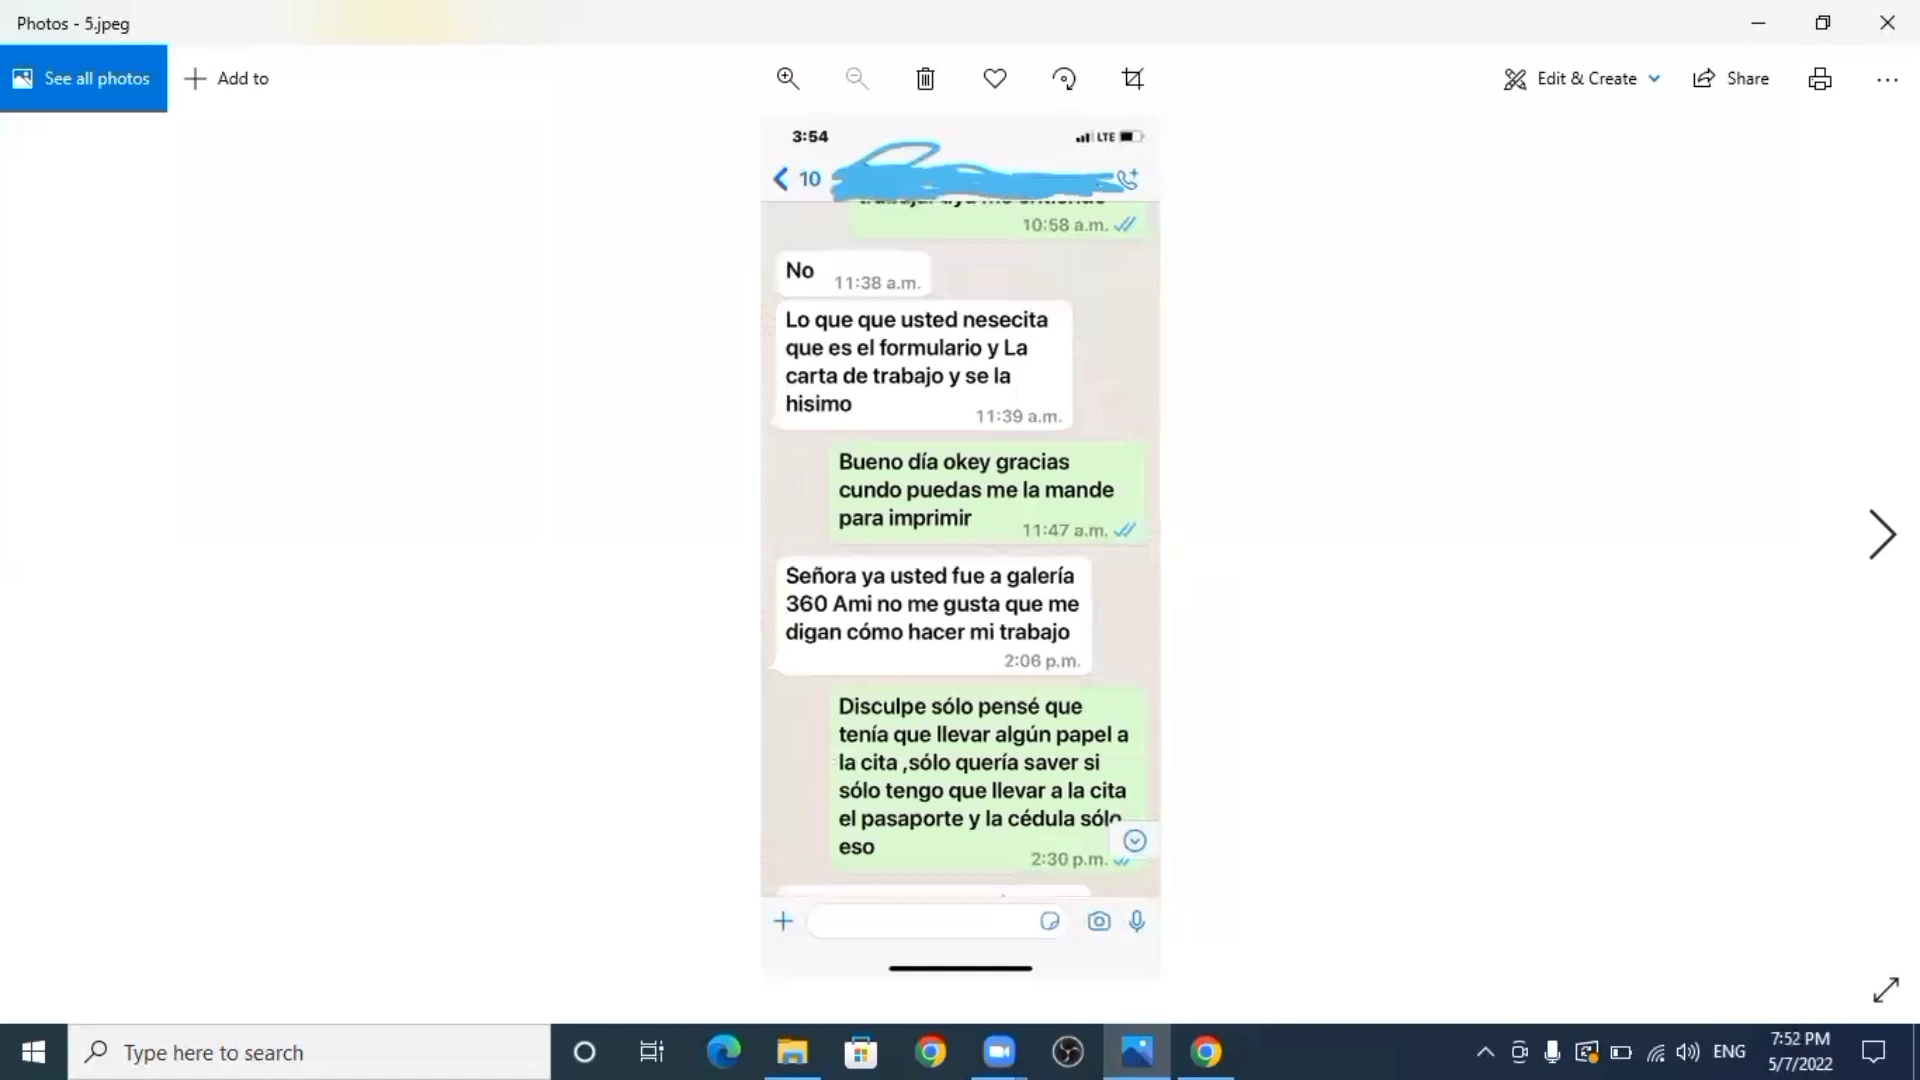 Photos - 5.jpeg
See all photos
Add to
Edit & Create
Share
3:54
LTE
10
10:58 a.m.
No
11:38 a.m.
Lo que que usted nesecita
que es el formulario y La
carta de trabajo y se la
hisimo
11:39 a.m.
Bueno día okey gracias
cundo puedas me la mande
para imprimir
11:47 a.m.
Señora ya usted fue a galería
360 Ami no me gusta que me
digan cómo hacer mi trabajo
2:06 p.m.
Disculpe sólo pensé que
tenía que llevar algún papel a
la cita ,sólo quería saver si
sólo tengo que llevar a la cita
el pasaporte y la cédula sólo
eso
2:30 p.m.
Type here to search
ENG
7:52 PM
5/7/2022